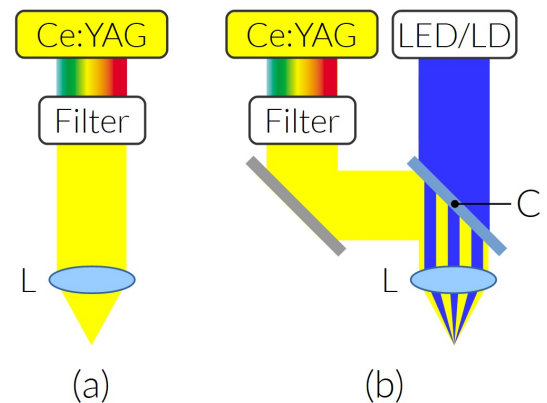 Ce:YAG
Filter
L
(a)
Ce:YAG
LED/LD
Filter
C
L
(b)